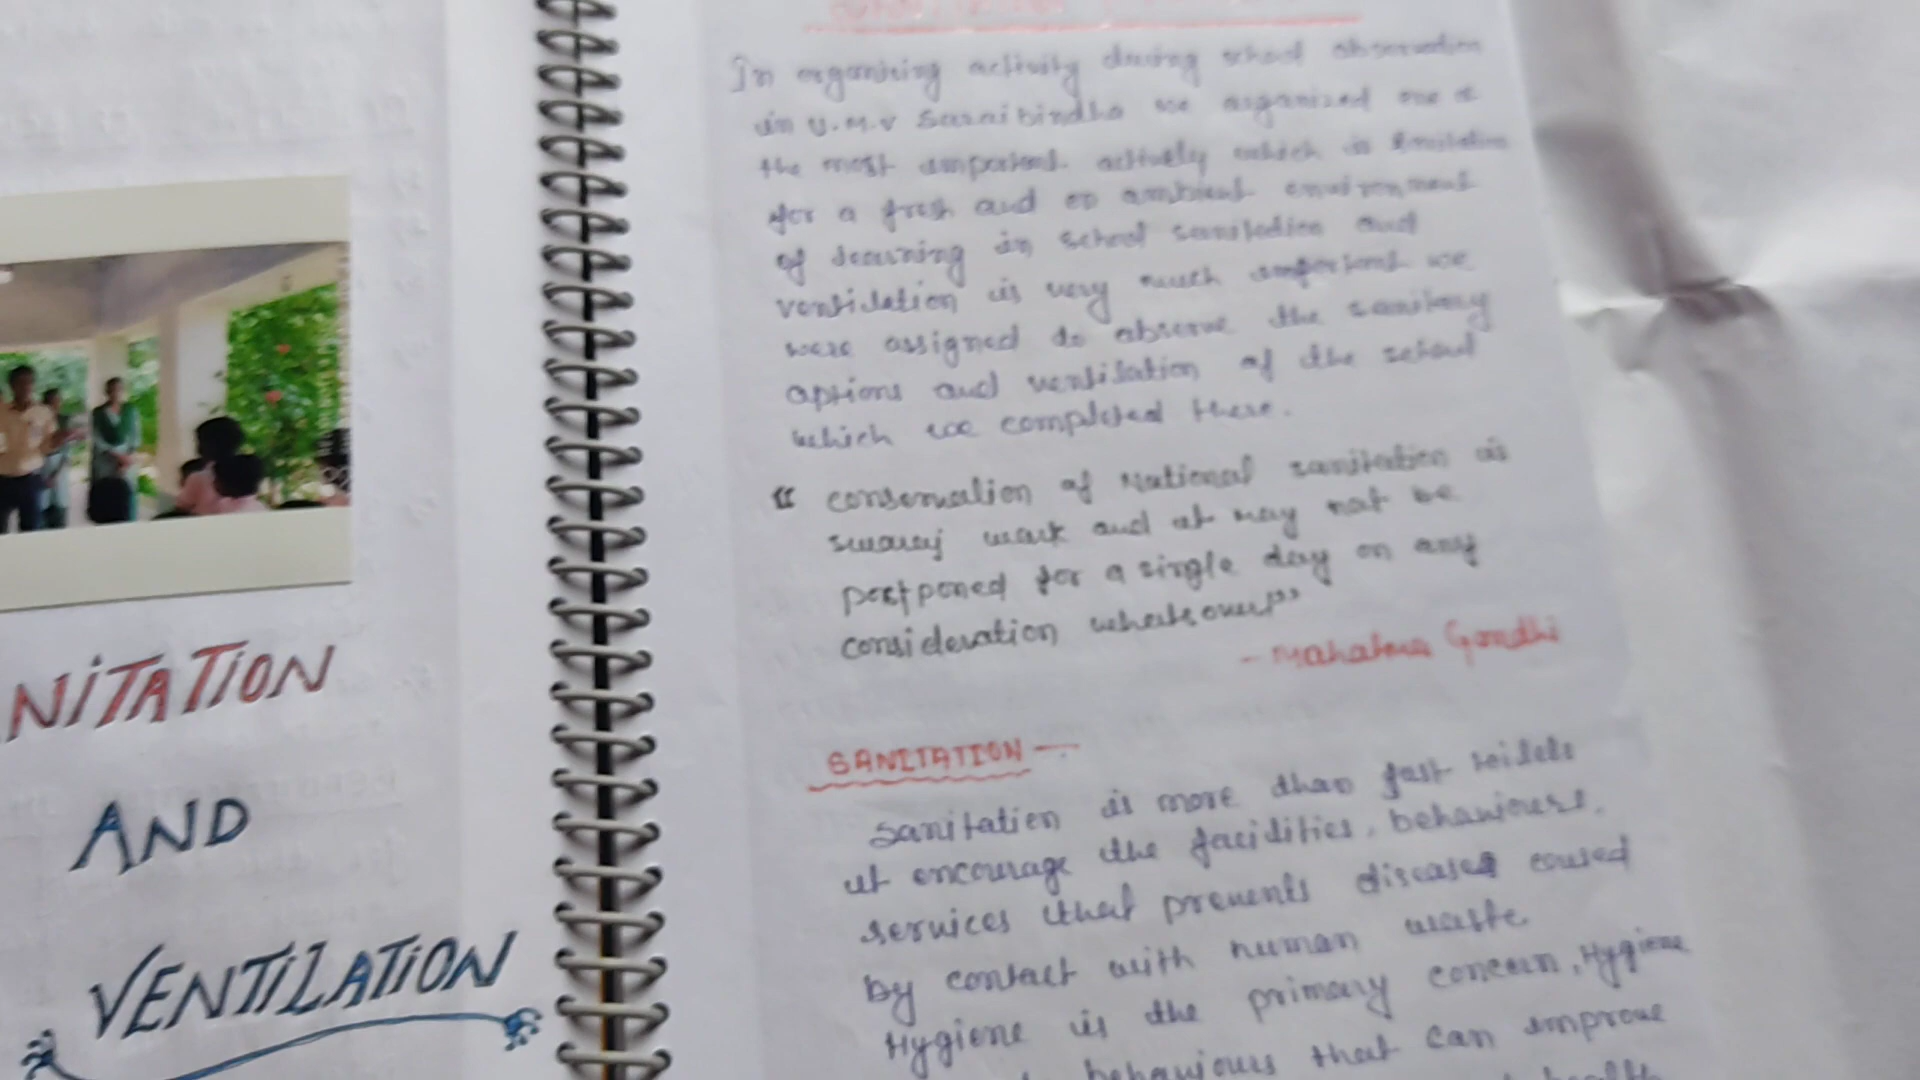 NITATION
AND
VENTILATION
In organising activity during school observation
in U.M.V we organized one
the most important activity which is
for a fresh and ambient environment
of learning in school sanitation and
ventilation is very much important we
were assigned to observe the sanitary
options and ventilation of the school
which we completed there.
“ conservation of National sanitation is
swaraj work and it may not be
postponed for a single day on any
consideration whatsoever”
- Mahatma Gandhi
SANITATION —
Sanitation is more than just toilets
it encourage the facilities, behaviours.
services that prevents diseases caused
by contact with human waste.
Hygiene is the primary concern, Hygiene
behaviours that can improve
health